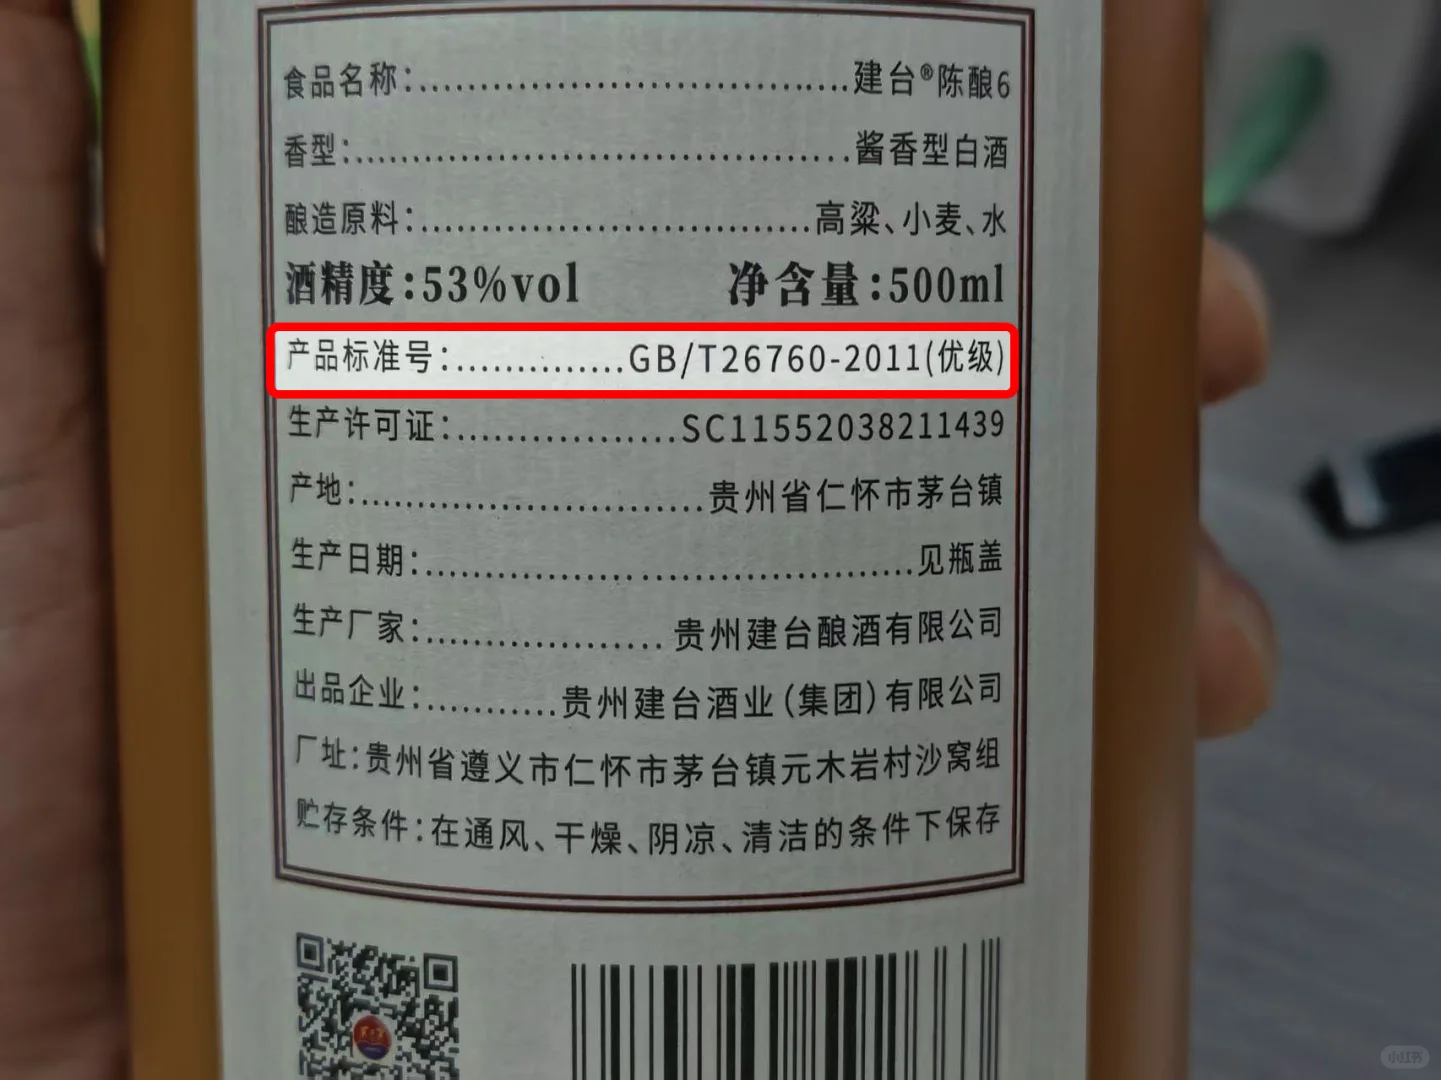 食品名称:................................建台®陈酿6
香型:....................................酱香型白酒
酿造原料:............................高粱、小麦、水
酒精度:53%vol 净含量:500ml
产品标准号:..............GB/T26760-2011(优级)
生产许可证:.................SC11552038211439
产地:.........................贵州省仁怀市茅台镇
生产日期:...................................见瓶盖
生产厂家:.................贵州建台酿酒有限公司
出品企业:...........贵州建台酒业(集团)有限公司
厂址:贵州省遵义市仁怀市茅台镇元木岩村沙窝组
贮存条件:在通风、干燥、阴凉、清洁的条件下保存
小红书